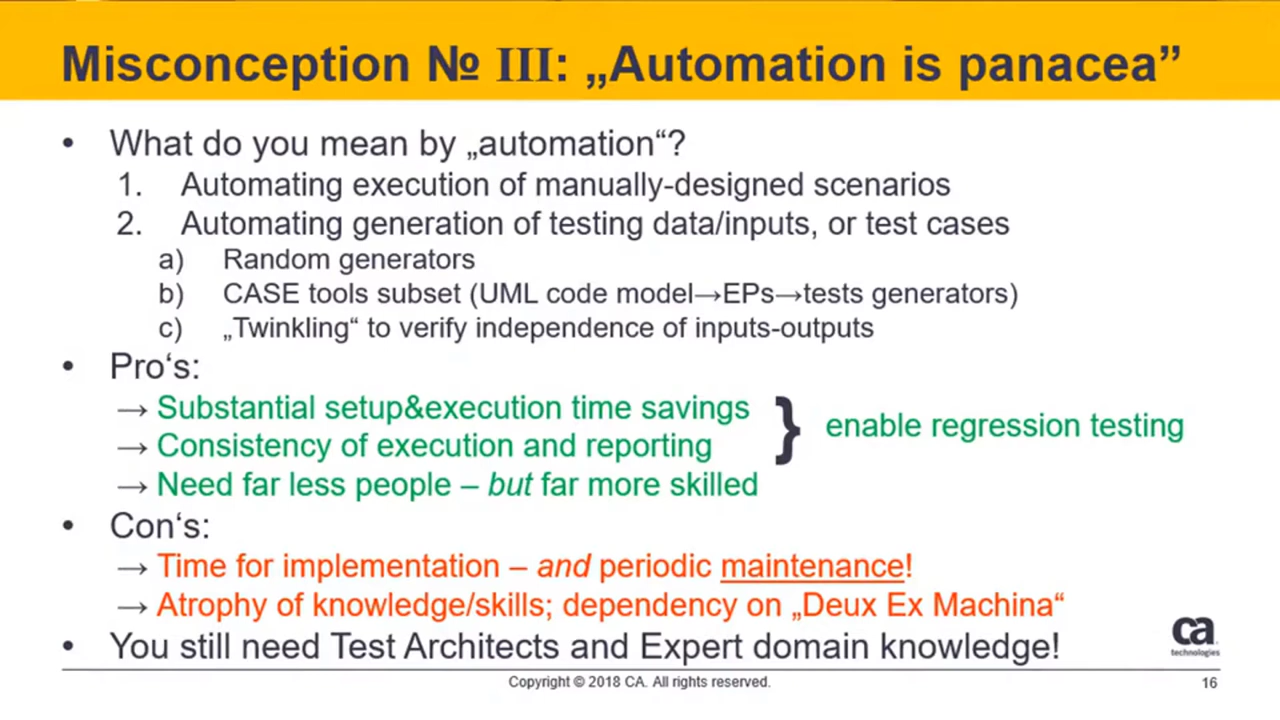 Misconception № III: „Automation is panacea”
• What do you mean by „automation“?
1. Automating execution of manually-designed scenarios
2. Automating generation of testing data/inputs, or test cases
a) Random generators
b) CASE tools subset (UML code model→EPs→tests generators)
c) „Twinkling“ to verify independence of inputs-outputs
• Pro‘s:
→ Substantial setup&execution time savings
→ Consistency of execution and reporting
} enable regression testing
→ Need far less people – but far more skilled
• Con‘s:
→ Time for implementation – and periodic maintenance!
→ Atrophy of knowledge/skills; dependency on „Deux Ex Machina“
• You still need Test Architects and Expert domain knowledge!
ca
technologies
Copyright © 2018 CA. All rights reserved.
16